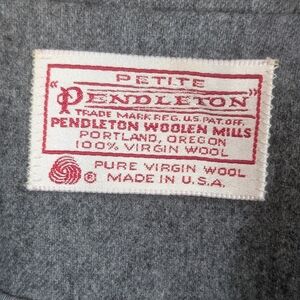 PETITE
"PENDLETON"
TRADE MARK REG. U.S. PAT. OFF.
PENDLETON WOOLEN MILLS
PORTLAND, OREGON
100% VIRGIN WOOL
® PURE VIRGIN WOOL
MADE IN U.S.A.